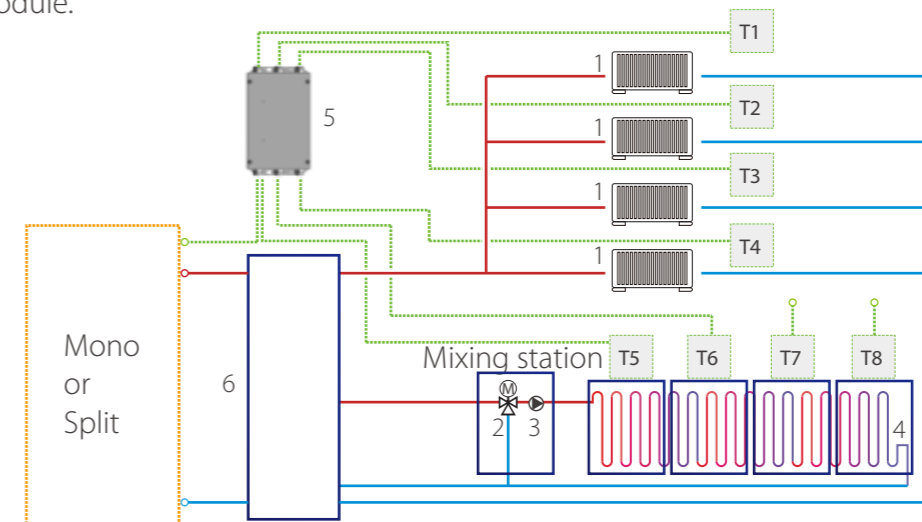 odule.
T1
1
5
T2
1
T3
1
T4
1
Mono
or
Split
6
Mixing station
T5
T6
T7
T8
M
2
3
4